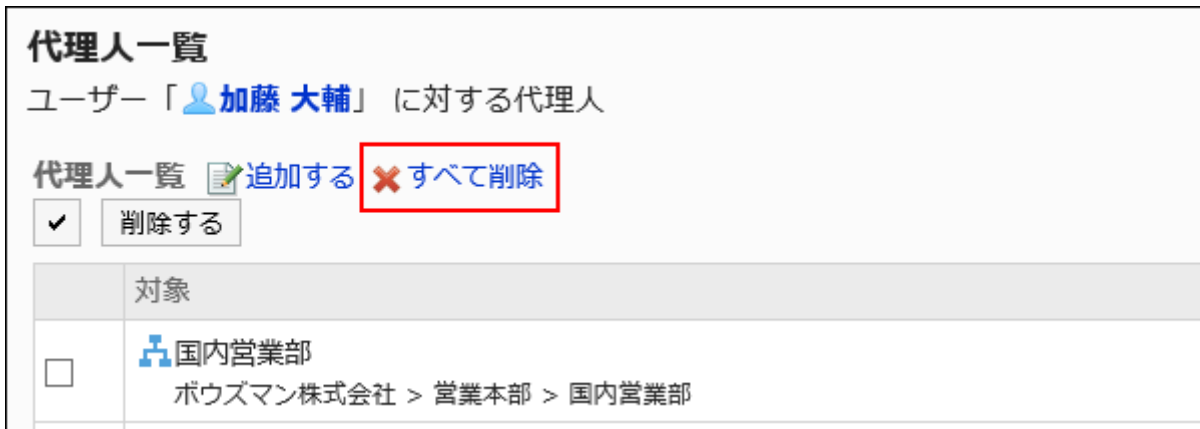 代理人一覧
ユーザー「加藤 大輔」 に対する代理人
代理人一覧 追加する すべて削除
削除する
対象
国内営業部
ボウズマン株式会社 > 営業本部 > 国内営業部